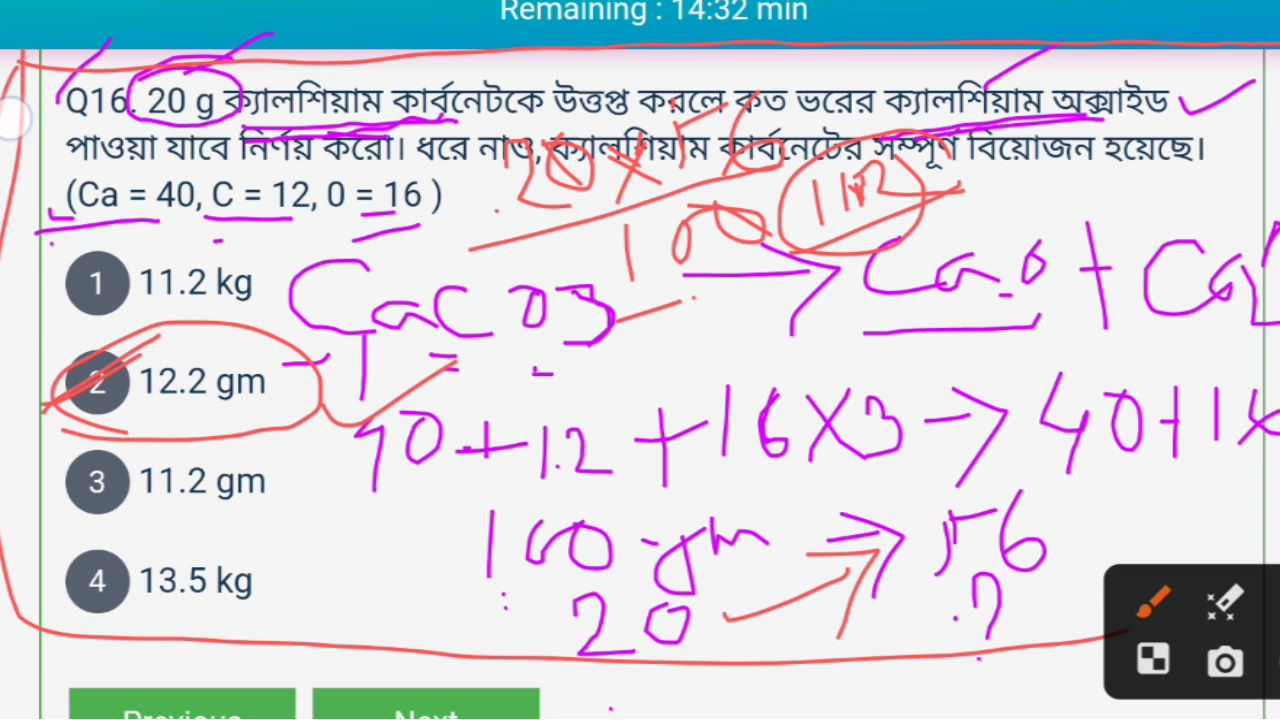 Remaining : 14:32 min
Q16. 20 g ক্যালশিয়াম কার্বনেটকে উত্তপ্ত করলে কত ভরের ক্যালশিয়াম অক্সাইড
পাওয়া যাবে নির্ণয় করো। ধরে নাও, ক্যালশিয়াম কার্বনেটের সম্পূর্ণ বিয়োজন হয়েছে।
(Ca = 40, C = 12, 0 = 16 )
20 X 56
100
11.2
1 11.2 kg
CaCO3 → CaO +
2 12.2 gm
40 + 12 + 16 X 3 → 40 + 16
3 11.2 gm
100 gm → 56
4 13.5 kg
20 → ?
Previous Next